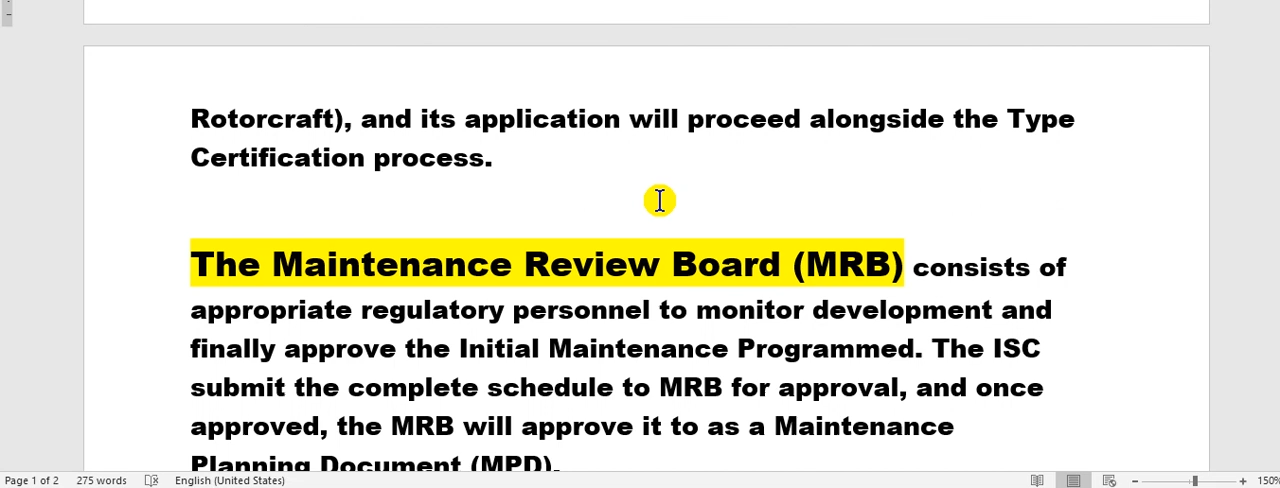 Rotorcraft), and its application will proceed alongside the Type
Certification process.
The Maintenance Review Board (MRB) consists of
appropriate regulatory personnel to monitor development and
finally approve the Initial Maintenance Programmed. The ISC
submit the complete schedule to MRB for approval, and once
approved, the MRB will approve it to as a Maintenance
Planning Document (MPD).
Page 1 of 2 275 words English (United States) 150%